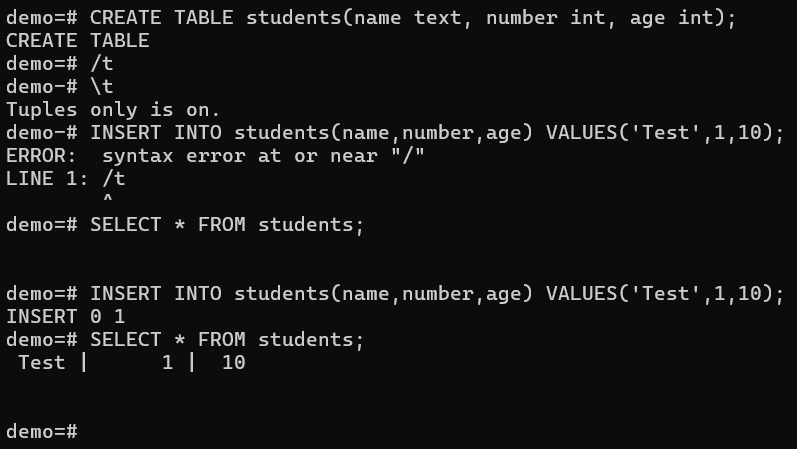 demo=# CREATE TABLE students(name text, number int, age int);
CREATE TABLE
demo=# /t
demo-# \t
Tuples only is on.
demo-# INSERT INTO students(name,number,age) VALUES('Test',1,10);
ERROR:  syntax error at or near "/"
LINE 1: /t
        ^
demo=# SELECT * FROM students;
demo=# INSERT INTO students(name,number,age) VALUES('Test',1,10);
INSERT 0 1
demo=# SELECT * FROM students;
 Test |      1 |  10
demo=#